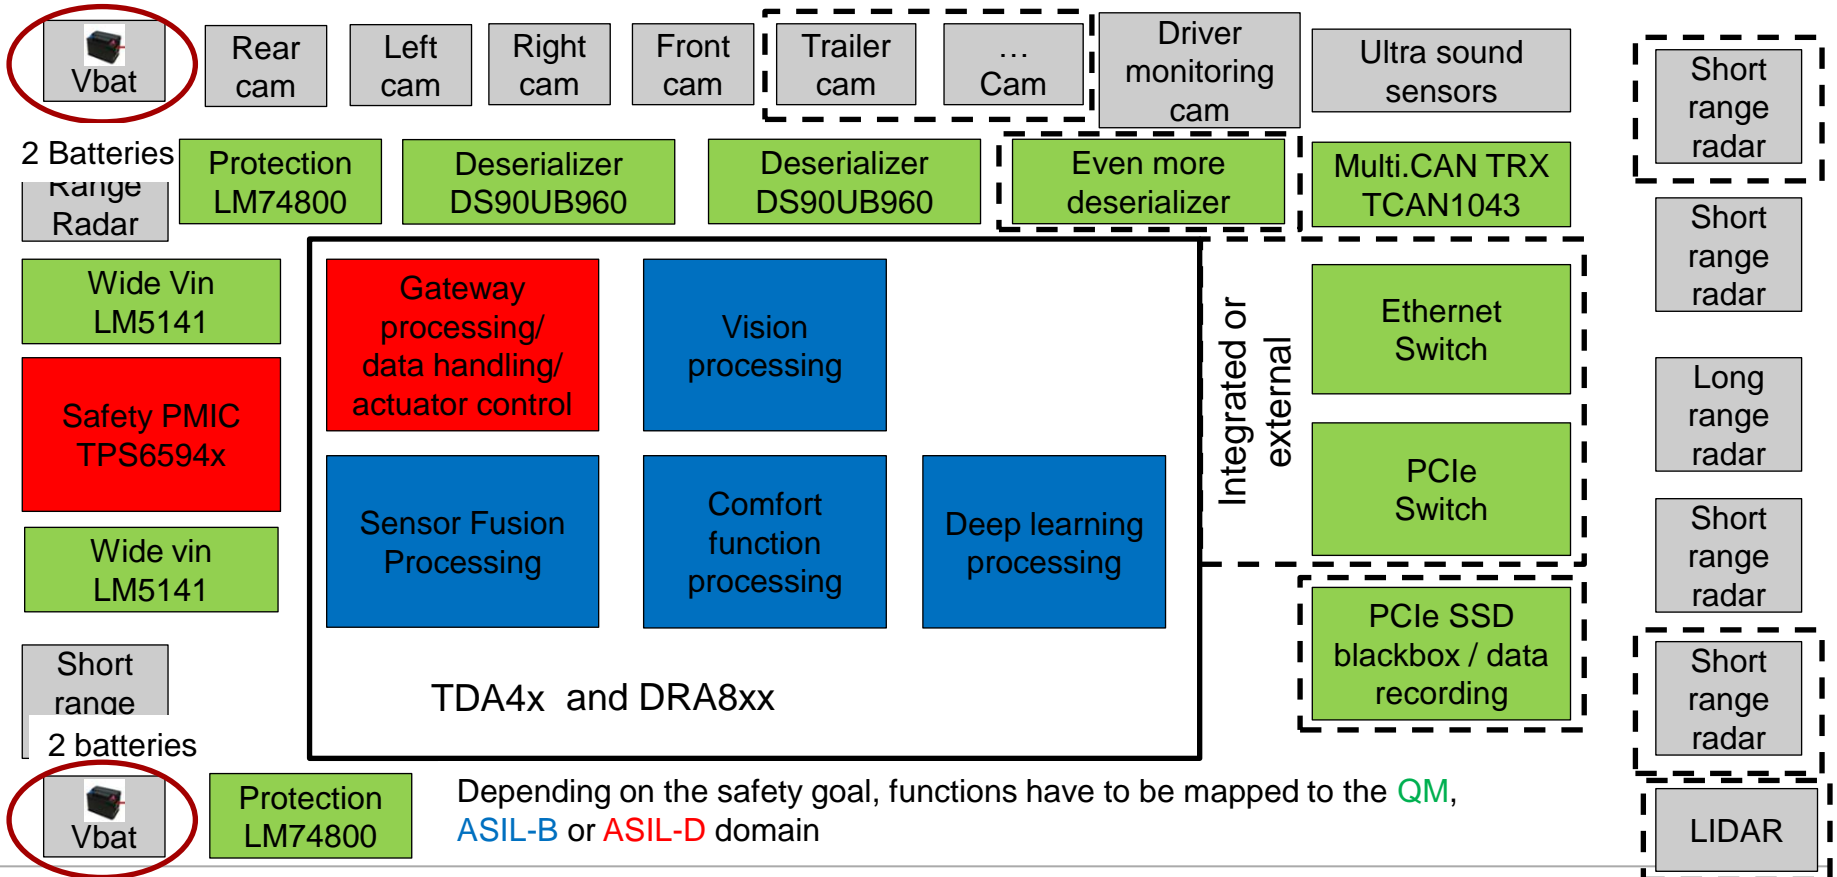 Vbat
Rear
cam
Left
cam
Right
cam
Front
cam
Trailer
cam
…
Cam
Driver
monitoring
cam
Ultra sound
sensors
Short
range
radar
2 Batteries
Range
Radar
Protection
LM74800
Deserializer
DS90UB960
Deserializer
DS90UB960
Even more
deserializer
Multi.CAN TRX
TCAN1043
Short
range
radar
Wide Vin
LM5141
Gateway
processing/
data handling/
actuator control
Vision
processing
Integrated or
external
Ethernet
Switch
Safety PMIC
TPS6594x
Long
range
radar
Sensor Fusion
Processing
Comfort
function
processing
Deep learning
processing
PCIe
Switch
Wide vin
LM5141
Short
range
radar
PCIe SSD
blackbox / data
recording
Short
range
TDA4x and DRA8xx
Short
range
radar
2 batteries
Vbat
Protection
LM74800
Depending on the safety goal, functions have to be mapped to the QM,
ASIL-B or ASIL-D domain
LIDAR